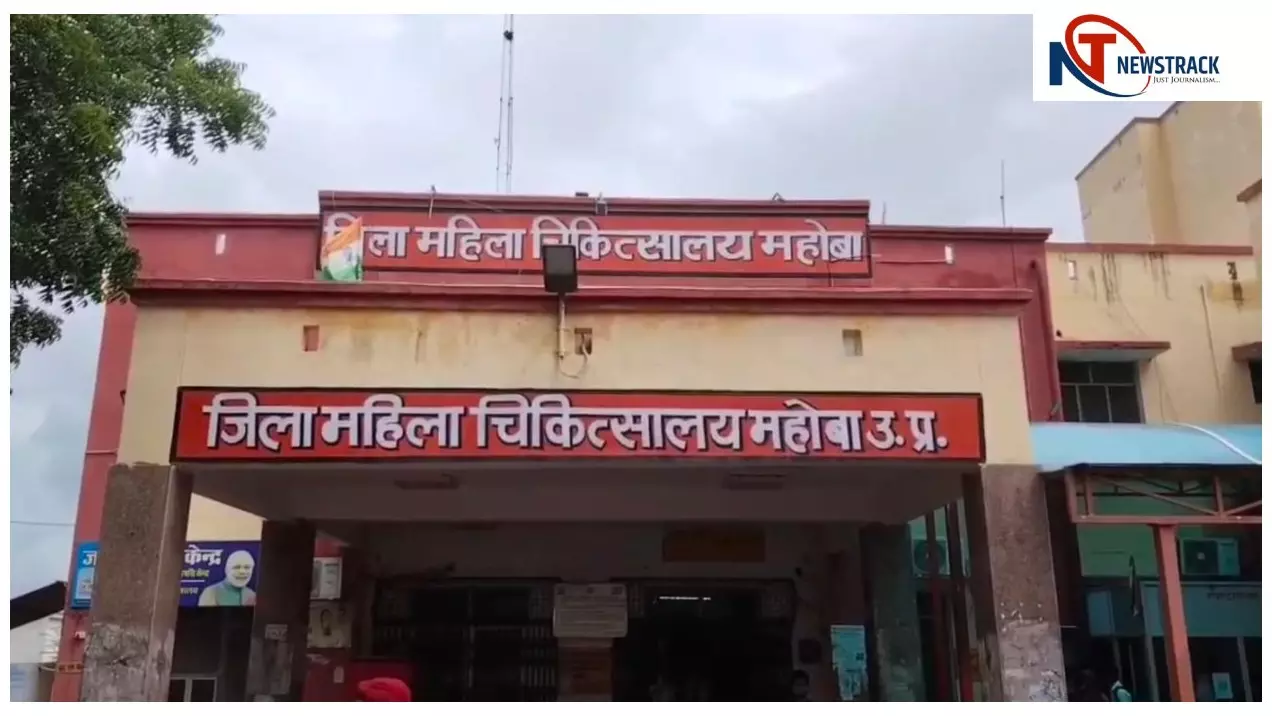 NT NEWSTRACK
JUST JOURNALISM...
जिला महिला चिकित्सालय महोबा
जिला महिला चिकित्सालय महोबा उ. प्र.
केन्द्र